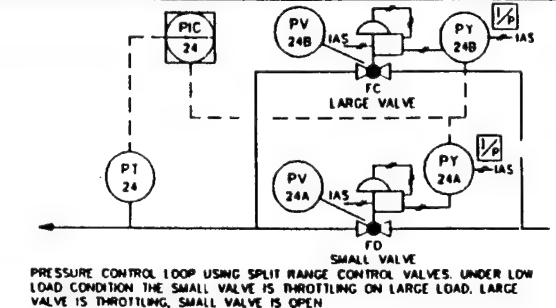 PIC
24
PV
24B
IAS
PY
24B
I/P
IAS
FC
LARGE VALVE
PT
24
PV
24A
IAS
PY
24A
I/P
IAS
FO
SMALL VALVE
PRESSURE CONTROL LOOP USING SPLIT RANGE CONTROL VALVES. UNDER LOW
LOAD CONDITION THE SMALL VALVE IS THROTTLING ON LARGE LOAD, LARGE
VALVE IS THROTTLING, SMALL VALVE IS OPEN